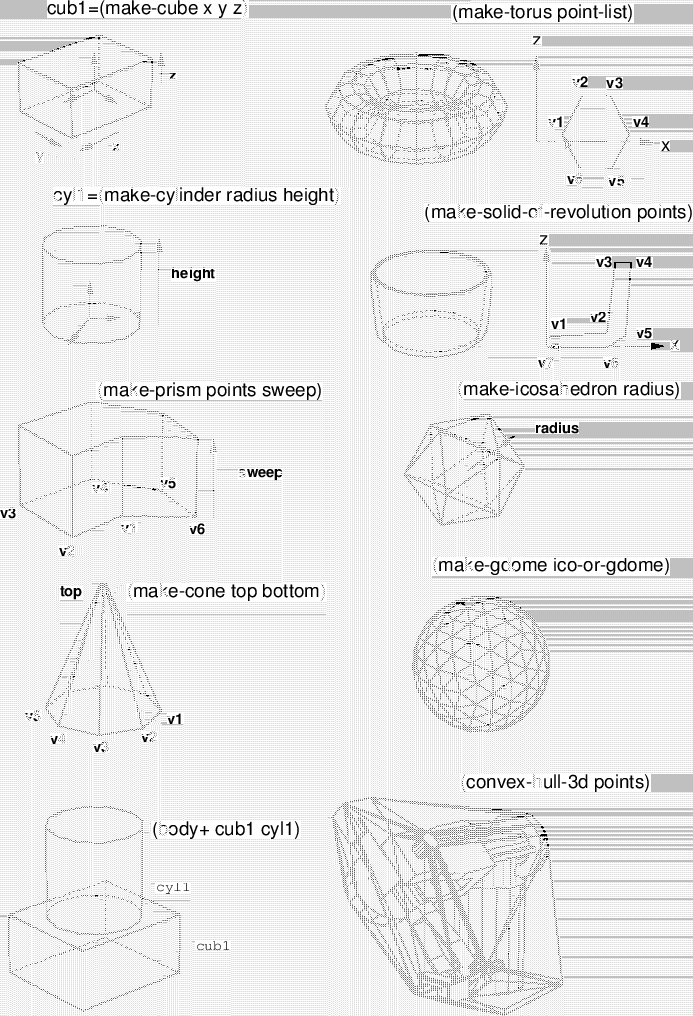 cub1=(make-cube x y z)
z
y
x
(make-torus point-list)
z
v2 v3
v1 v4
x
v5
cyl1=(make-cylinder radius height)
height
(make-solid-of-revolution points)
z
v3 v4
v1 v2
v5
v7 v6
(make-prism points sweep)
sweep
v4 v5
v3
v1 v6
v2
(make-icosahedron radius)
radius
(make-cone top bottom)
top
v5 v1
v4 v3 v2
(make-gdome ico-or-gdome)
(body+ cub1 cyl1)
cyl1
cub1
(convex-hull-3d points)